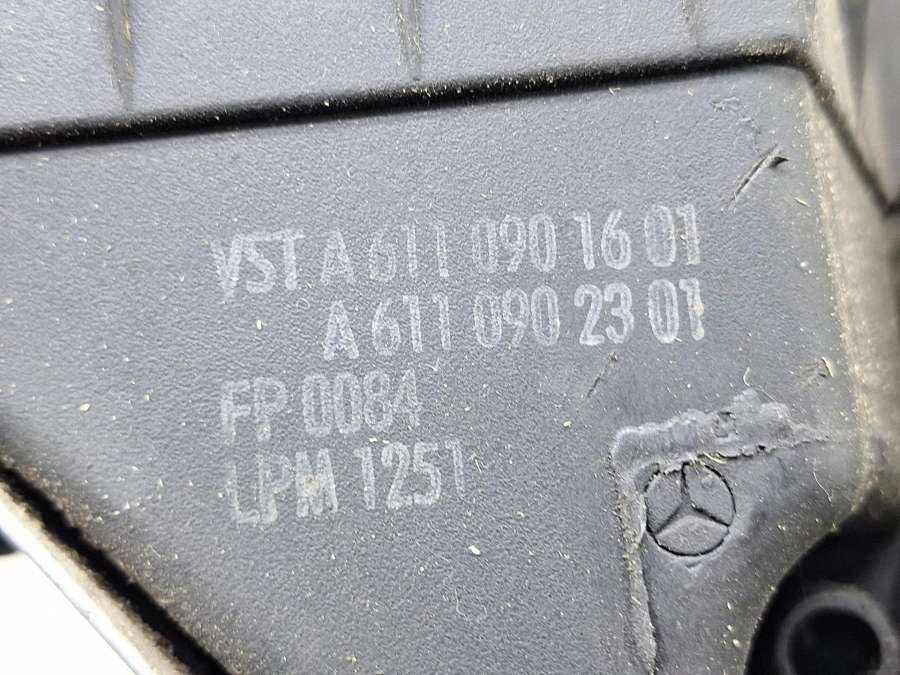 VST A 611 090 16 01
A 611 090 23 01
FP 0084
LPM 1251